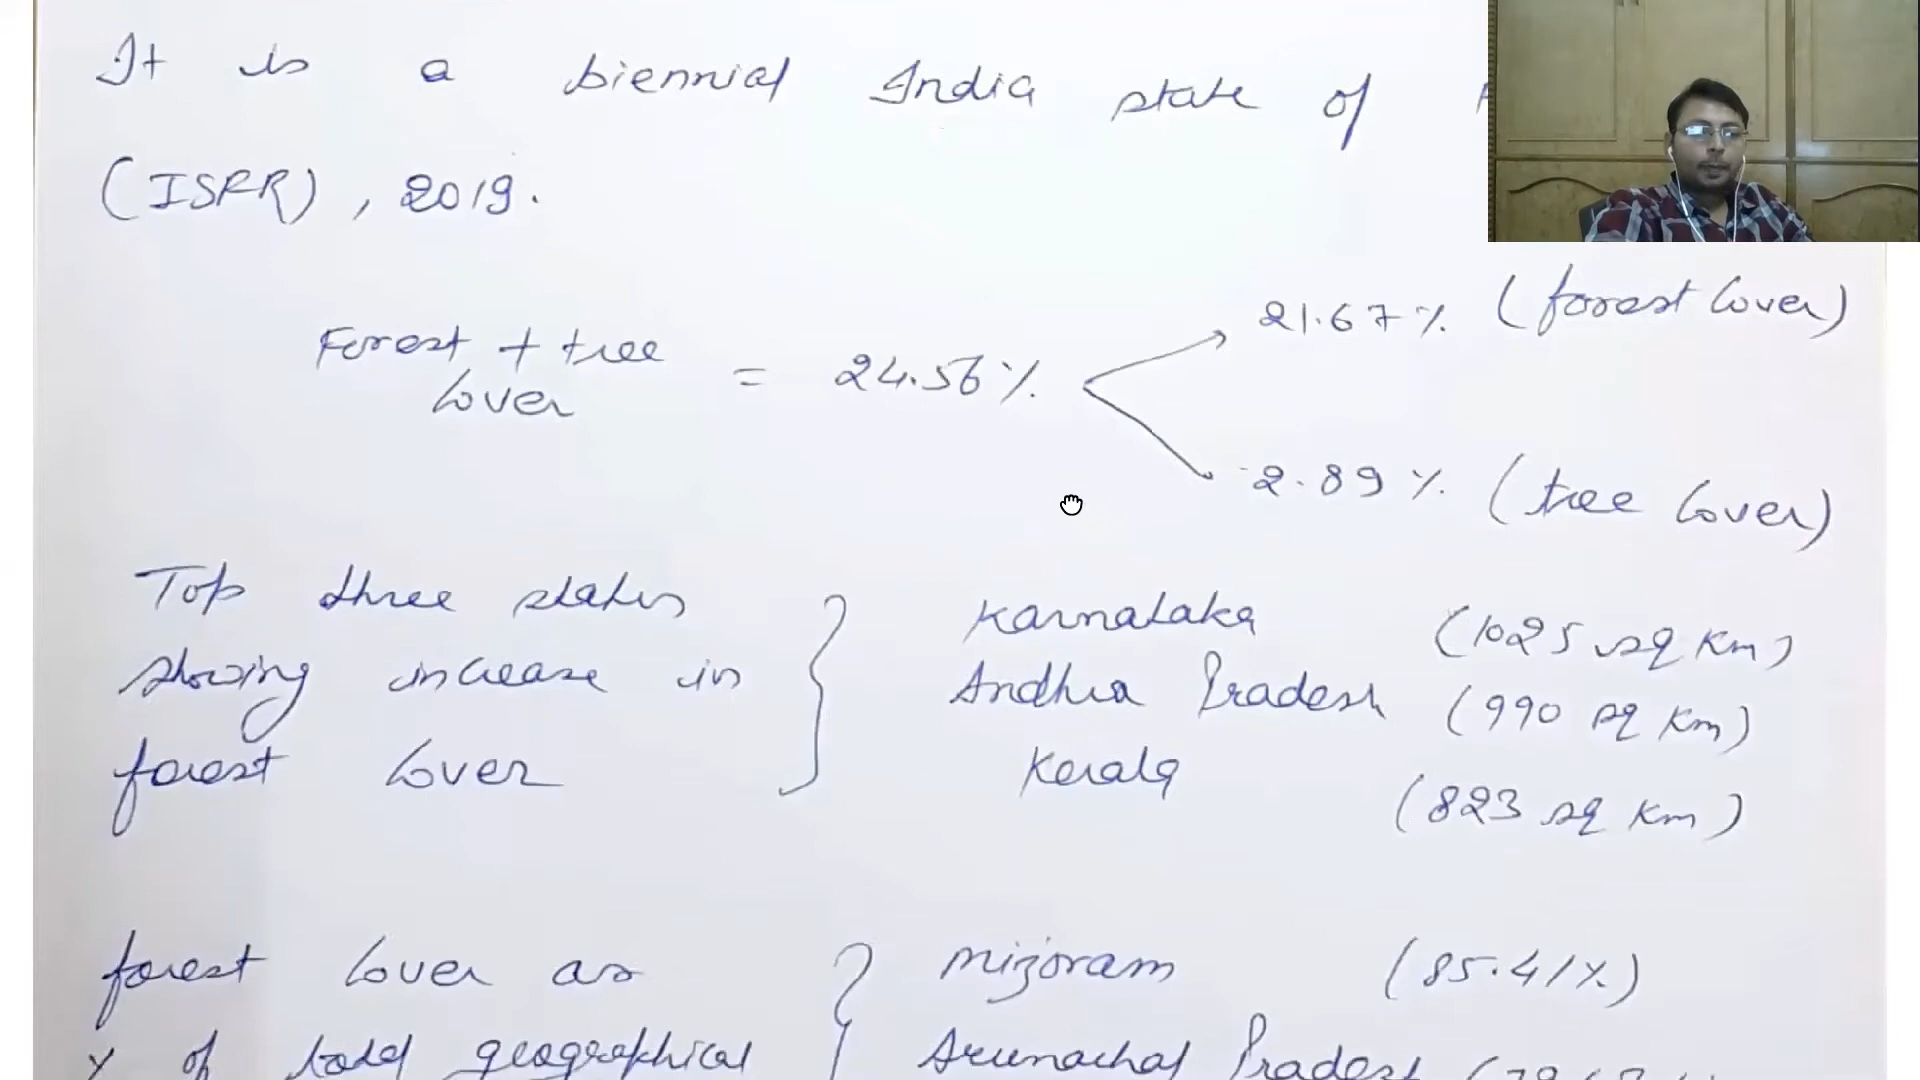 It is a biennial India state of
(ISFR), 2019.
Forest + tree cover = 24.56%
21.67% (forest cover)
2.89% (tree cover)
Top three states showing increase in forest cover
Karnataka (1025 sq km)
Andhra Pradesh (990 sq km)
Kerala (823 sq km)
forest cover as
% of total geographical
Mizoram (85.41%)
Arunachal Pradesh